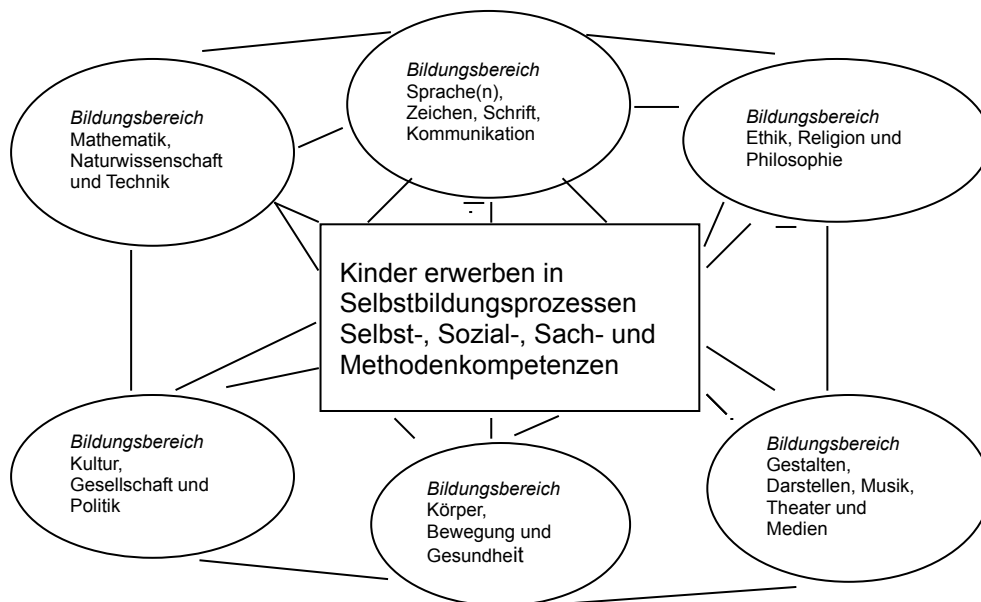 Bildungsbereich
Sprache(n),
Zeichen, Schrift,
Kommunikation
Bildungsbereich
Mathematik,
Naturwissenschaft
und Technik
Bildungsbereich
Ethik, Religion und
Philosophie
Kinder erwerben in
Selbstbildungsprozessen
Selbst-, Sozial-, Sach- und
Methodenkompetenzen
Bildungsbereich
Kultur,
Gesellschaft und
Politik
Bildungsbereich
Körper,
Bewegung und
Gesundheit
Bildungsbereich
Gestalten,
Darstellen, Musik,
Theater und
Medien